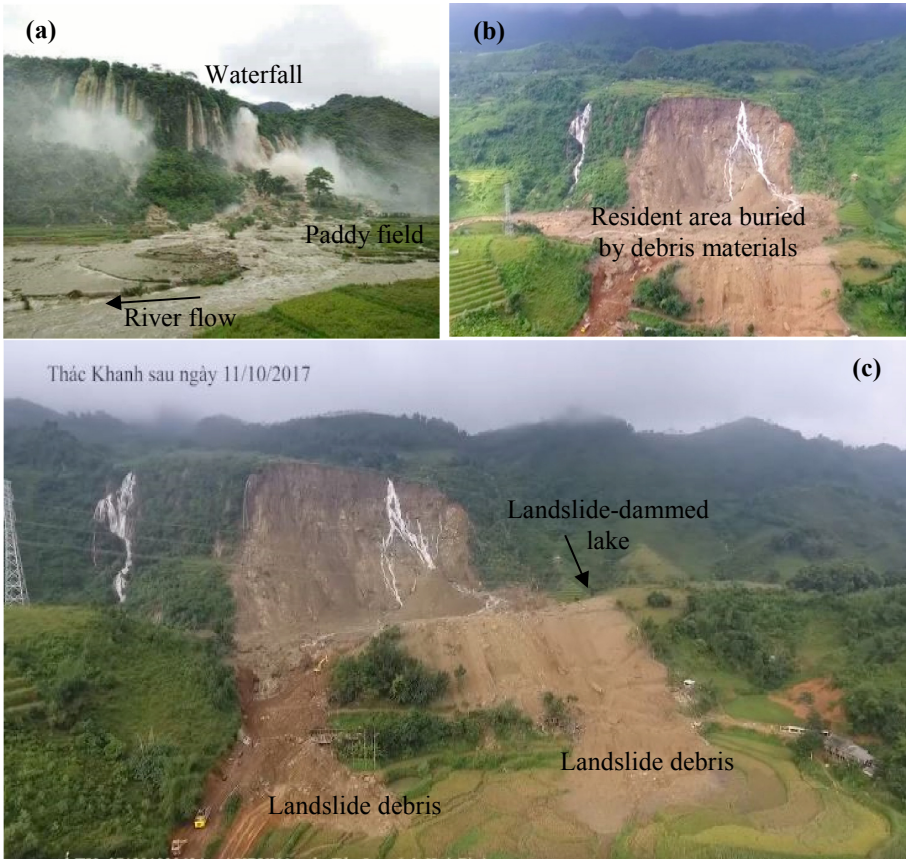 (a)
Waterfall
Paddy field
River flow
(b)
Resident area buried
by debris materials
Thác Khanh sau ngày 11/10/2017
(c)
Landslide-dammed
lake
Landslide debris
Landslide debris